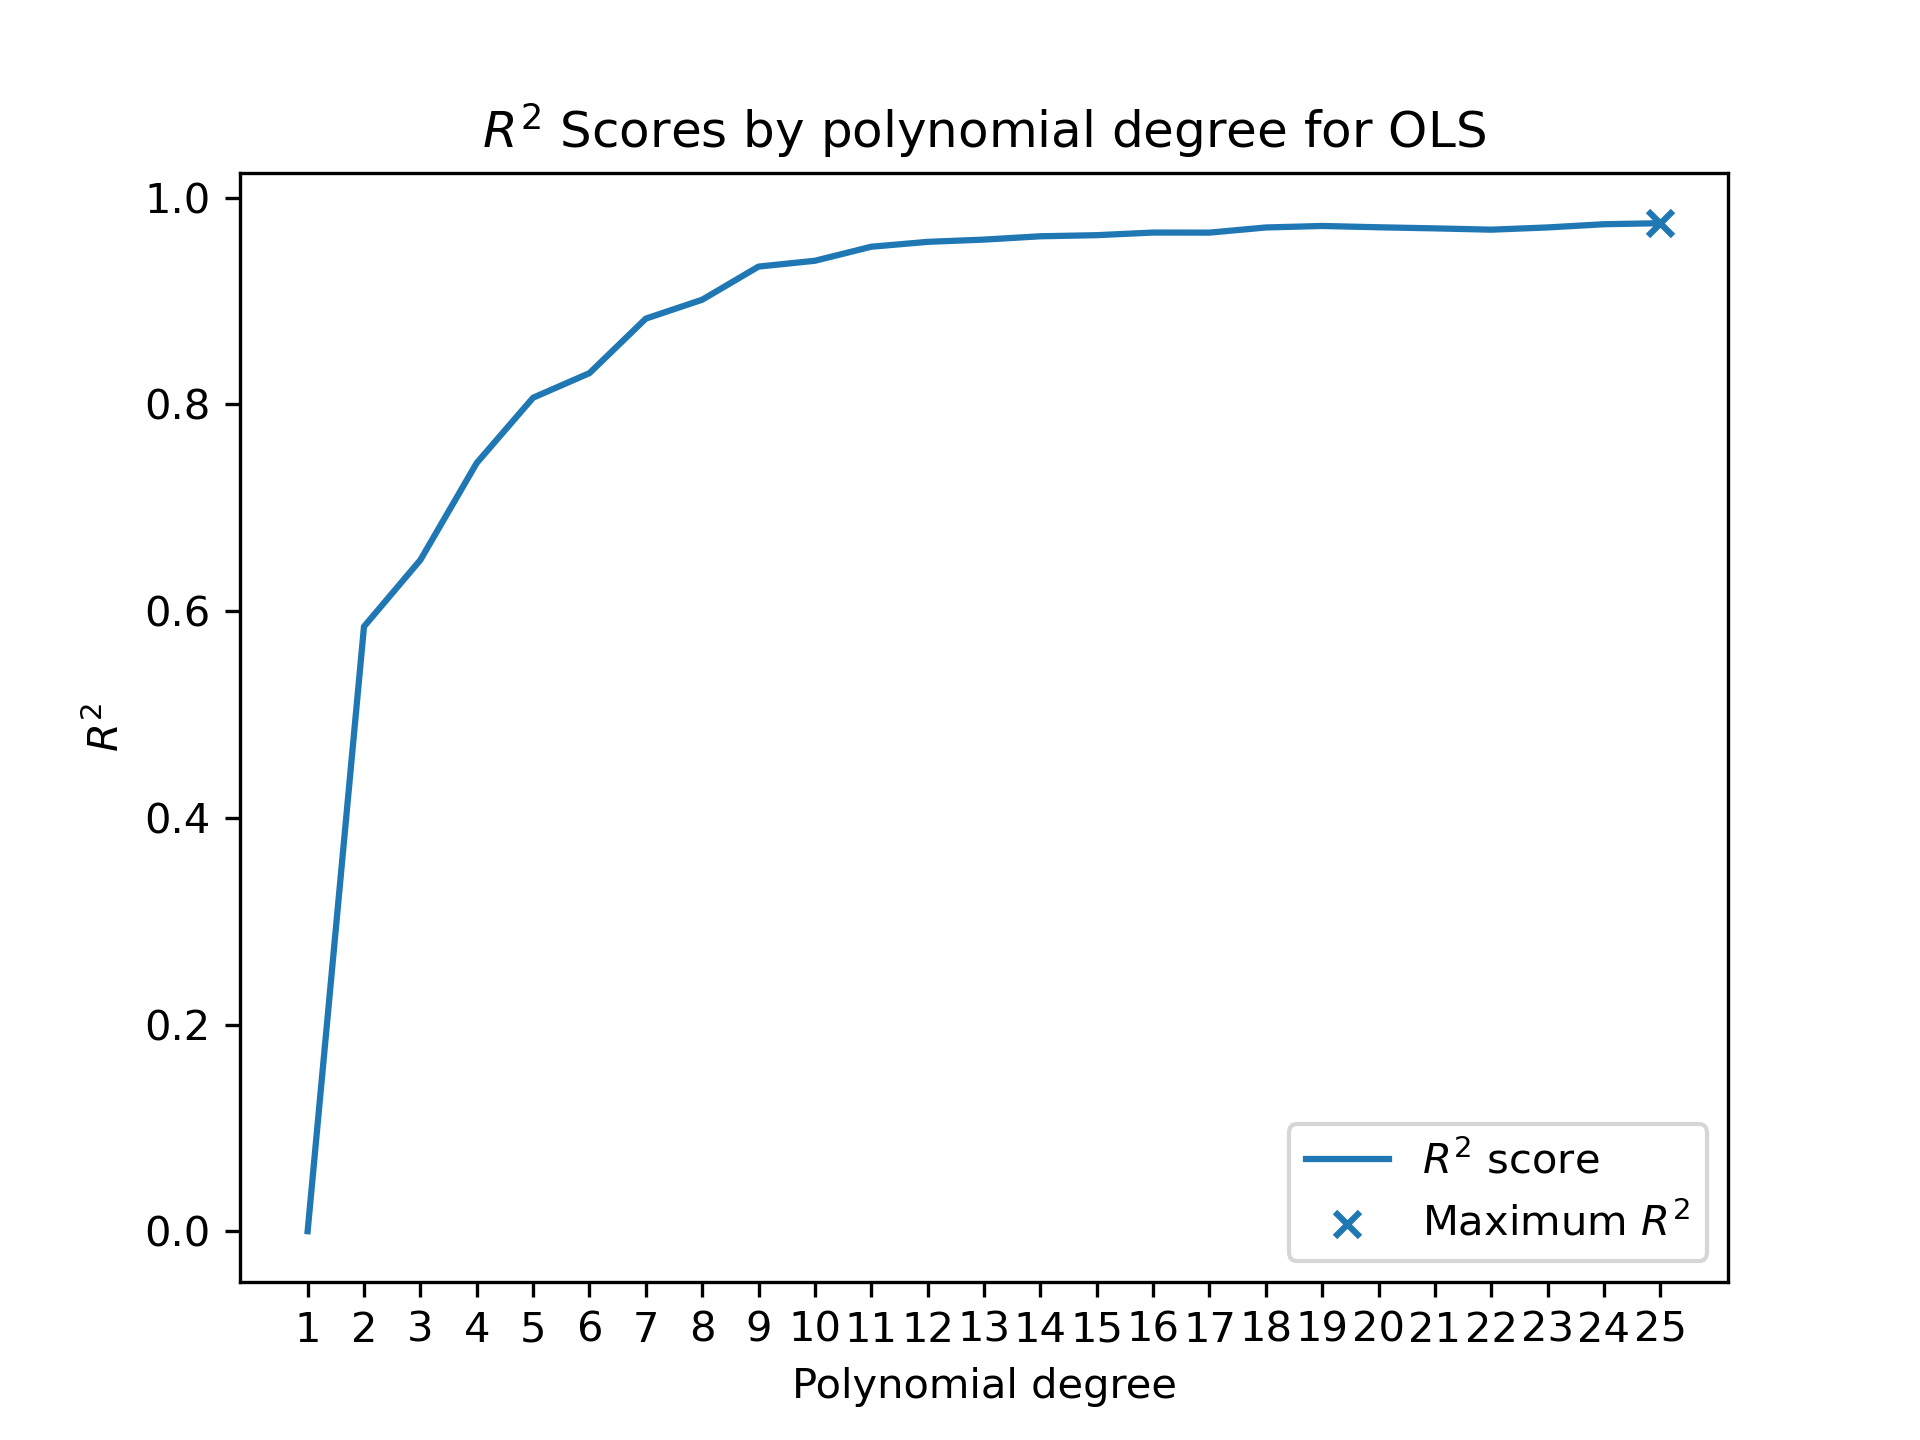 R² Scores by polynomial degree for OLS
1.0
0.8
0.6
0.4
0.2
0.0
R²
R² score
Maximum R²
1 2 3 4 5 6 7 8 9 10 11 12 13 14 15 16 17 18 19 20 21 22 23 24 25
Polynomial degree